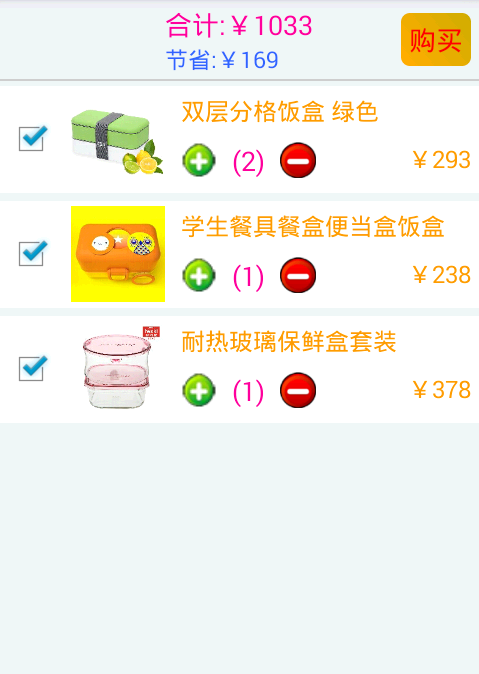 合计:￥1033
节省:￥169
购买
双层分格饭盒 绿色
(2)
￥293
学生餐具餐盒便当盒饭盒
(1)
￥238
耐热玻璃保鲜盒套装
(1)
￥378